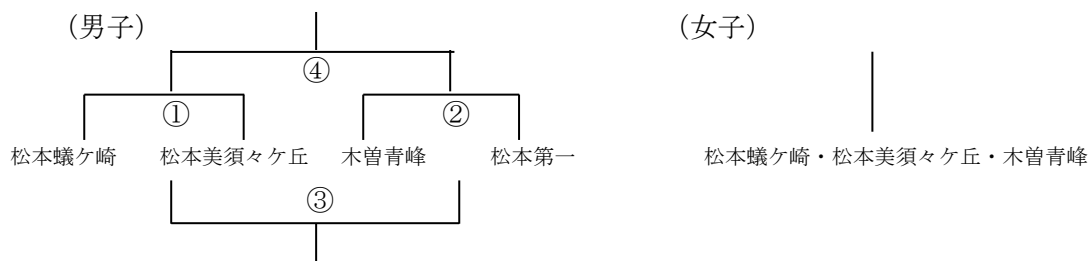 (男子)
(女子)
④
①
②
松本蟻ケ崎 松本美須々ケ丘 木曽青峰 松本第一
松本蟻ケ崎・松本美須々ケ丘・木曽青峰
③